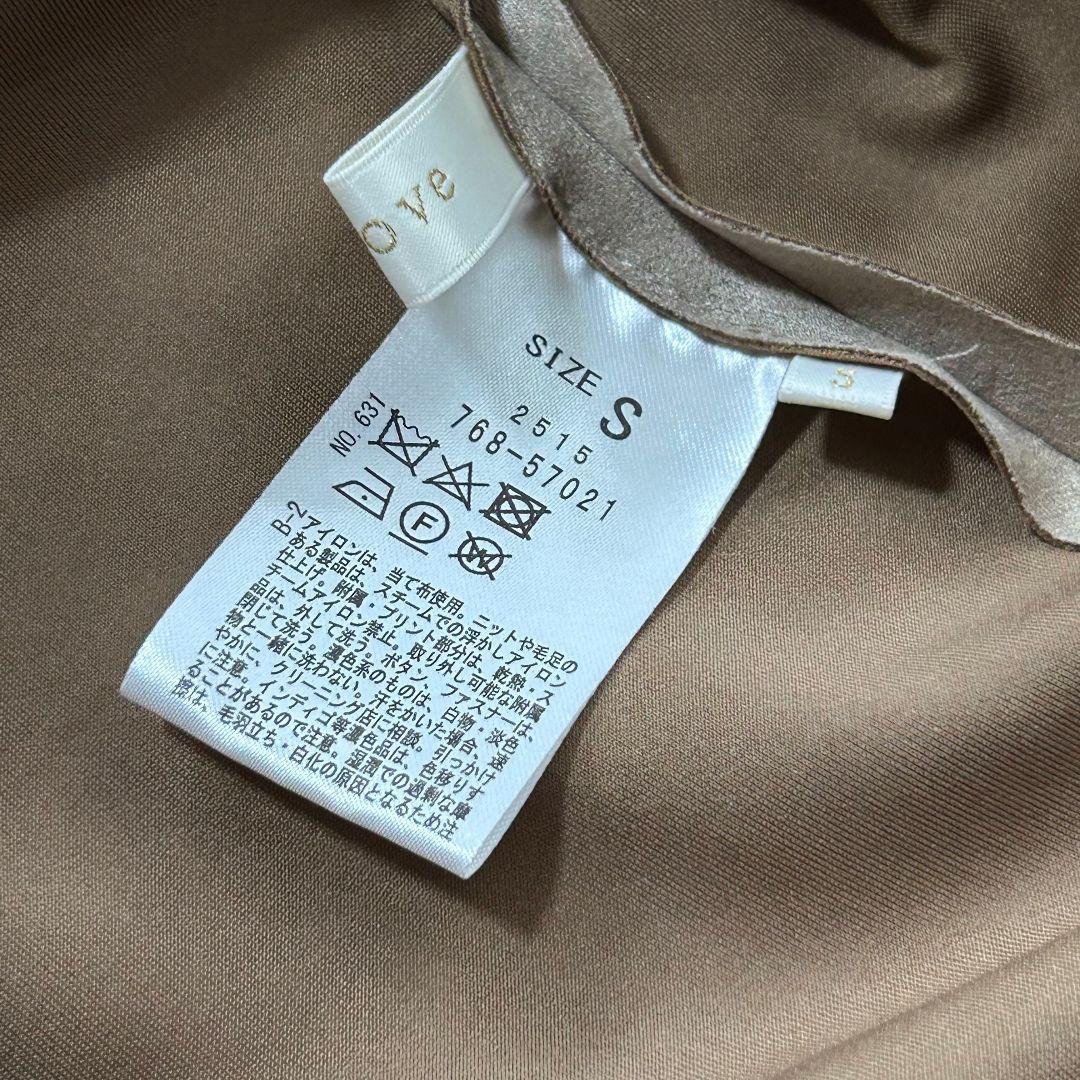 ove
SIZE S
2515
768-57021
NO.631
F
W
B-2
アイロンは、当て布使用。ニットや毛足の
ある製品は、スチームでの浮かしアイロン
仕上げ。附属・プリント部分は、乾熱・ス
チームアイロン禁止。取り外し可能な附属
品は、外して洗う。ボタン、ファスナーは、
閉じて洗う。濃色系のものは、白物・淡色
物と一緒に洗わない。汗をかいた場合、速
やかに、クリーニング店に相談。引っかけ
に注意。インディゴ等濃色品は、色移りす
ることがあるので注意。湿潤での過剰な摩
擦は、毛羽立ち・白化の原因となるため注